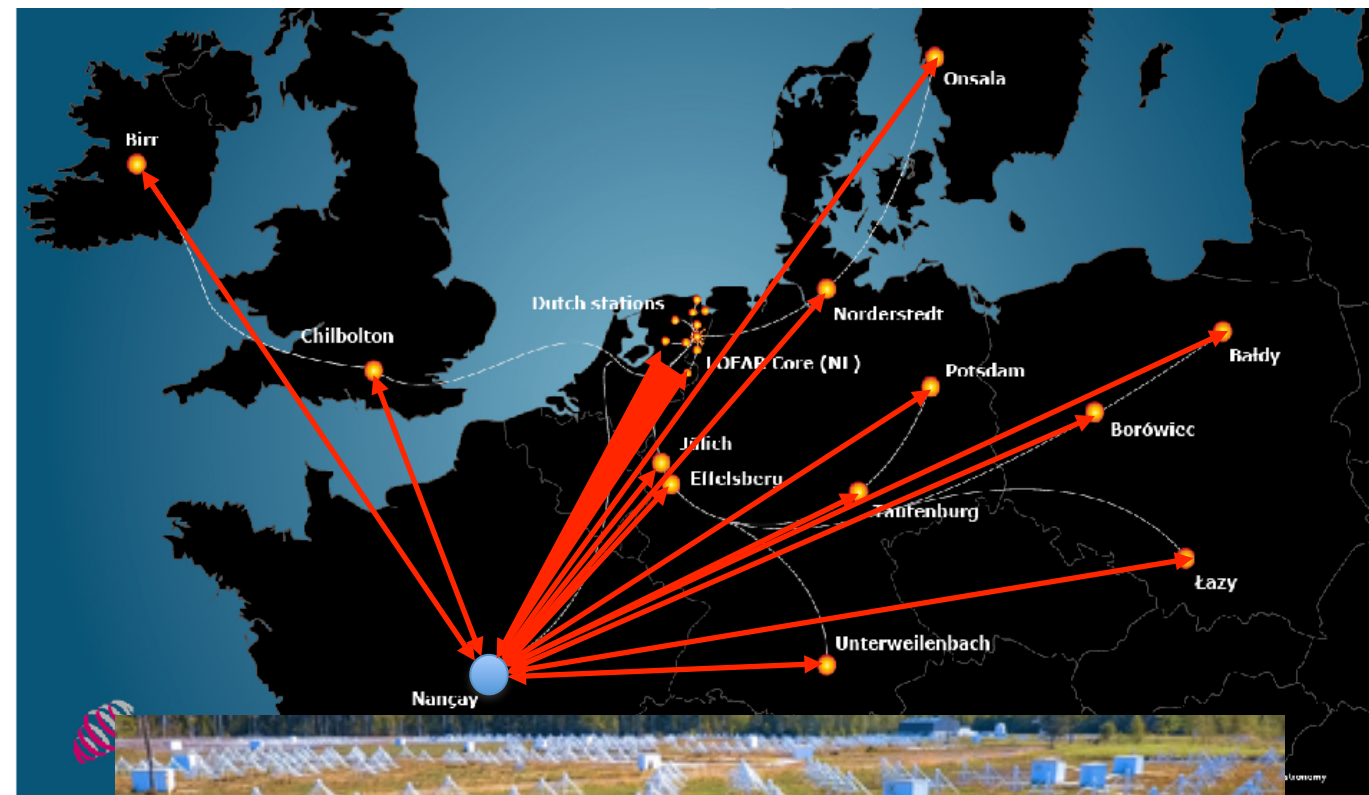 Onsala
Birr
Dutch stations
Norderstedt
Chilbolton
LOFAR Core (NL)
Potsdam
Bałdy
Borówiec
Jülich
Effelsberg
Tautenburg
Łazy
Unterweilenbach
Nançay